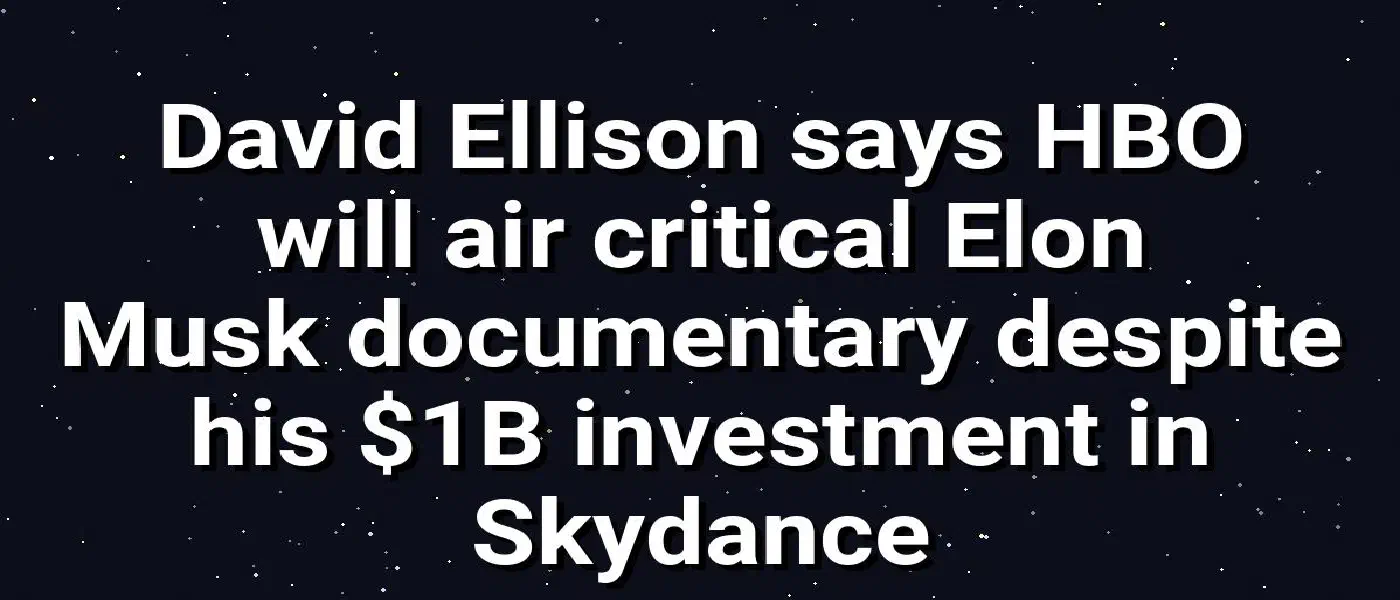 David Ellison says HBO
will air critical Elon
Musk documentary despite
his $1B investment in
Skydance